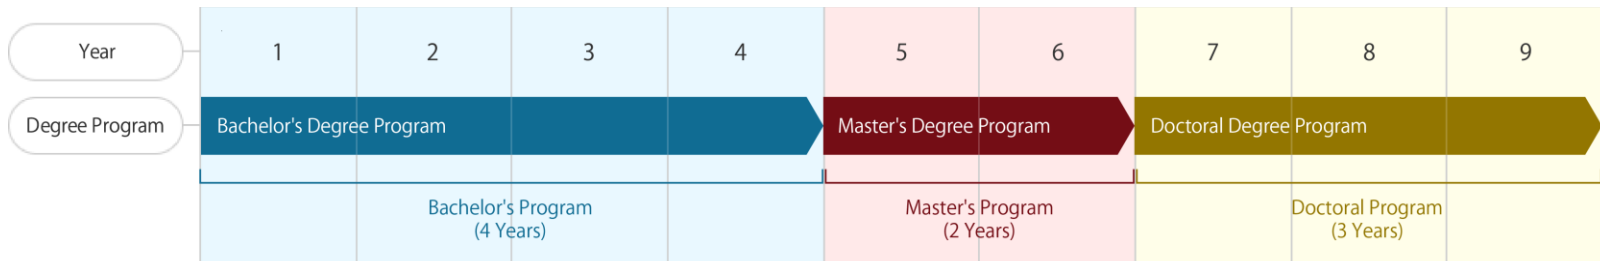 Year
1
2
3
4
5
6
7
8
9
Degree Program
Bachelor's Degree Program
Master's Degree Program
Doctoral Degree Program
Bachelor's Program
(4 Years)
Master's Program
(2 Years)
Doctoral Program
(3 Years)